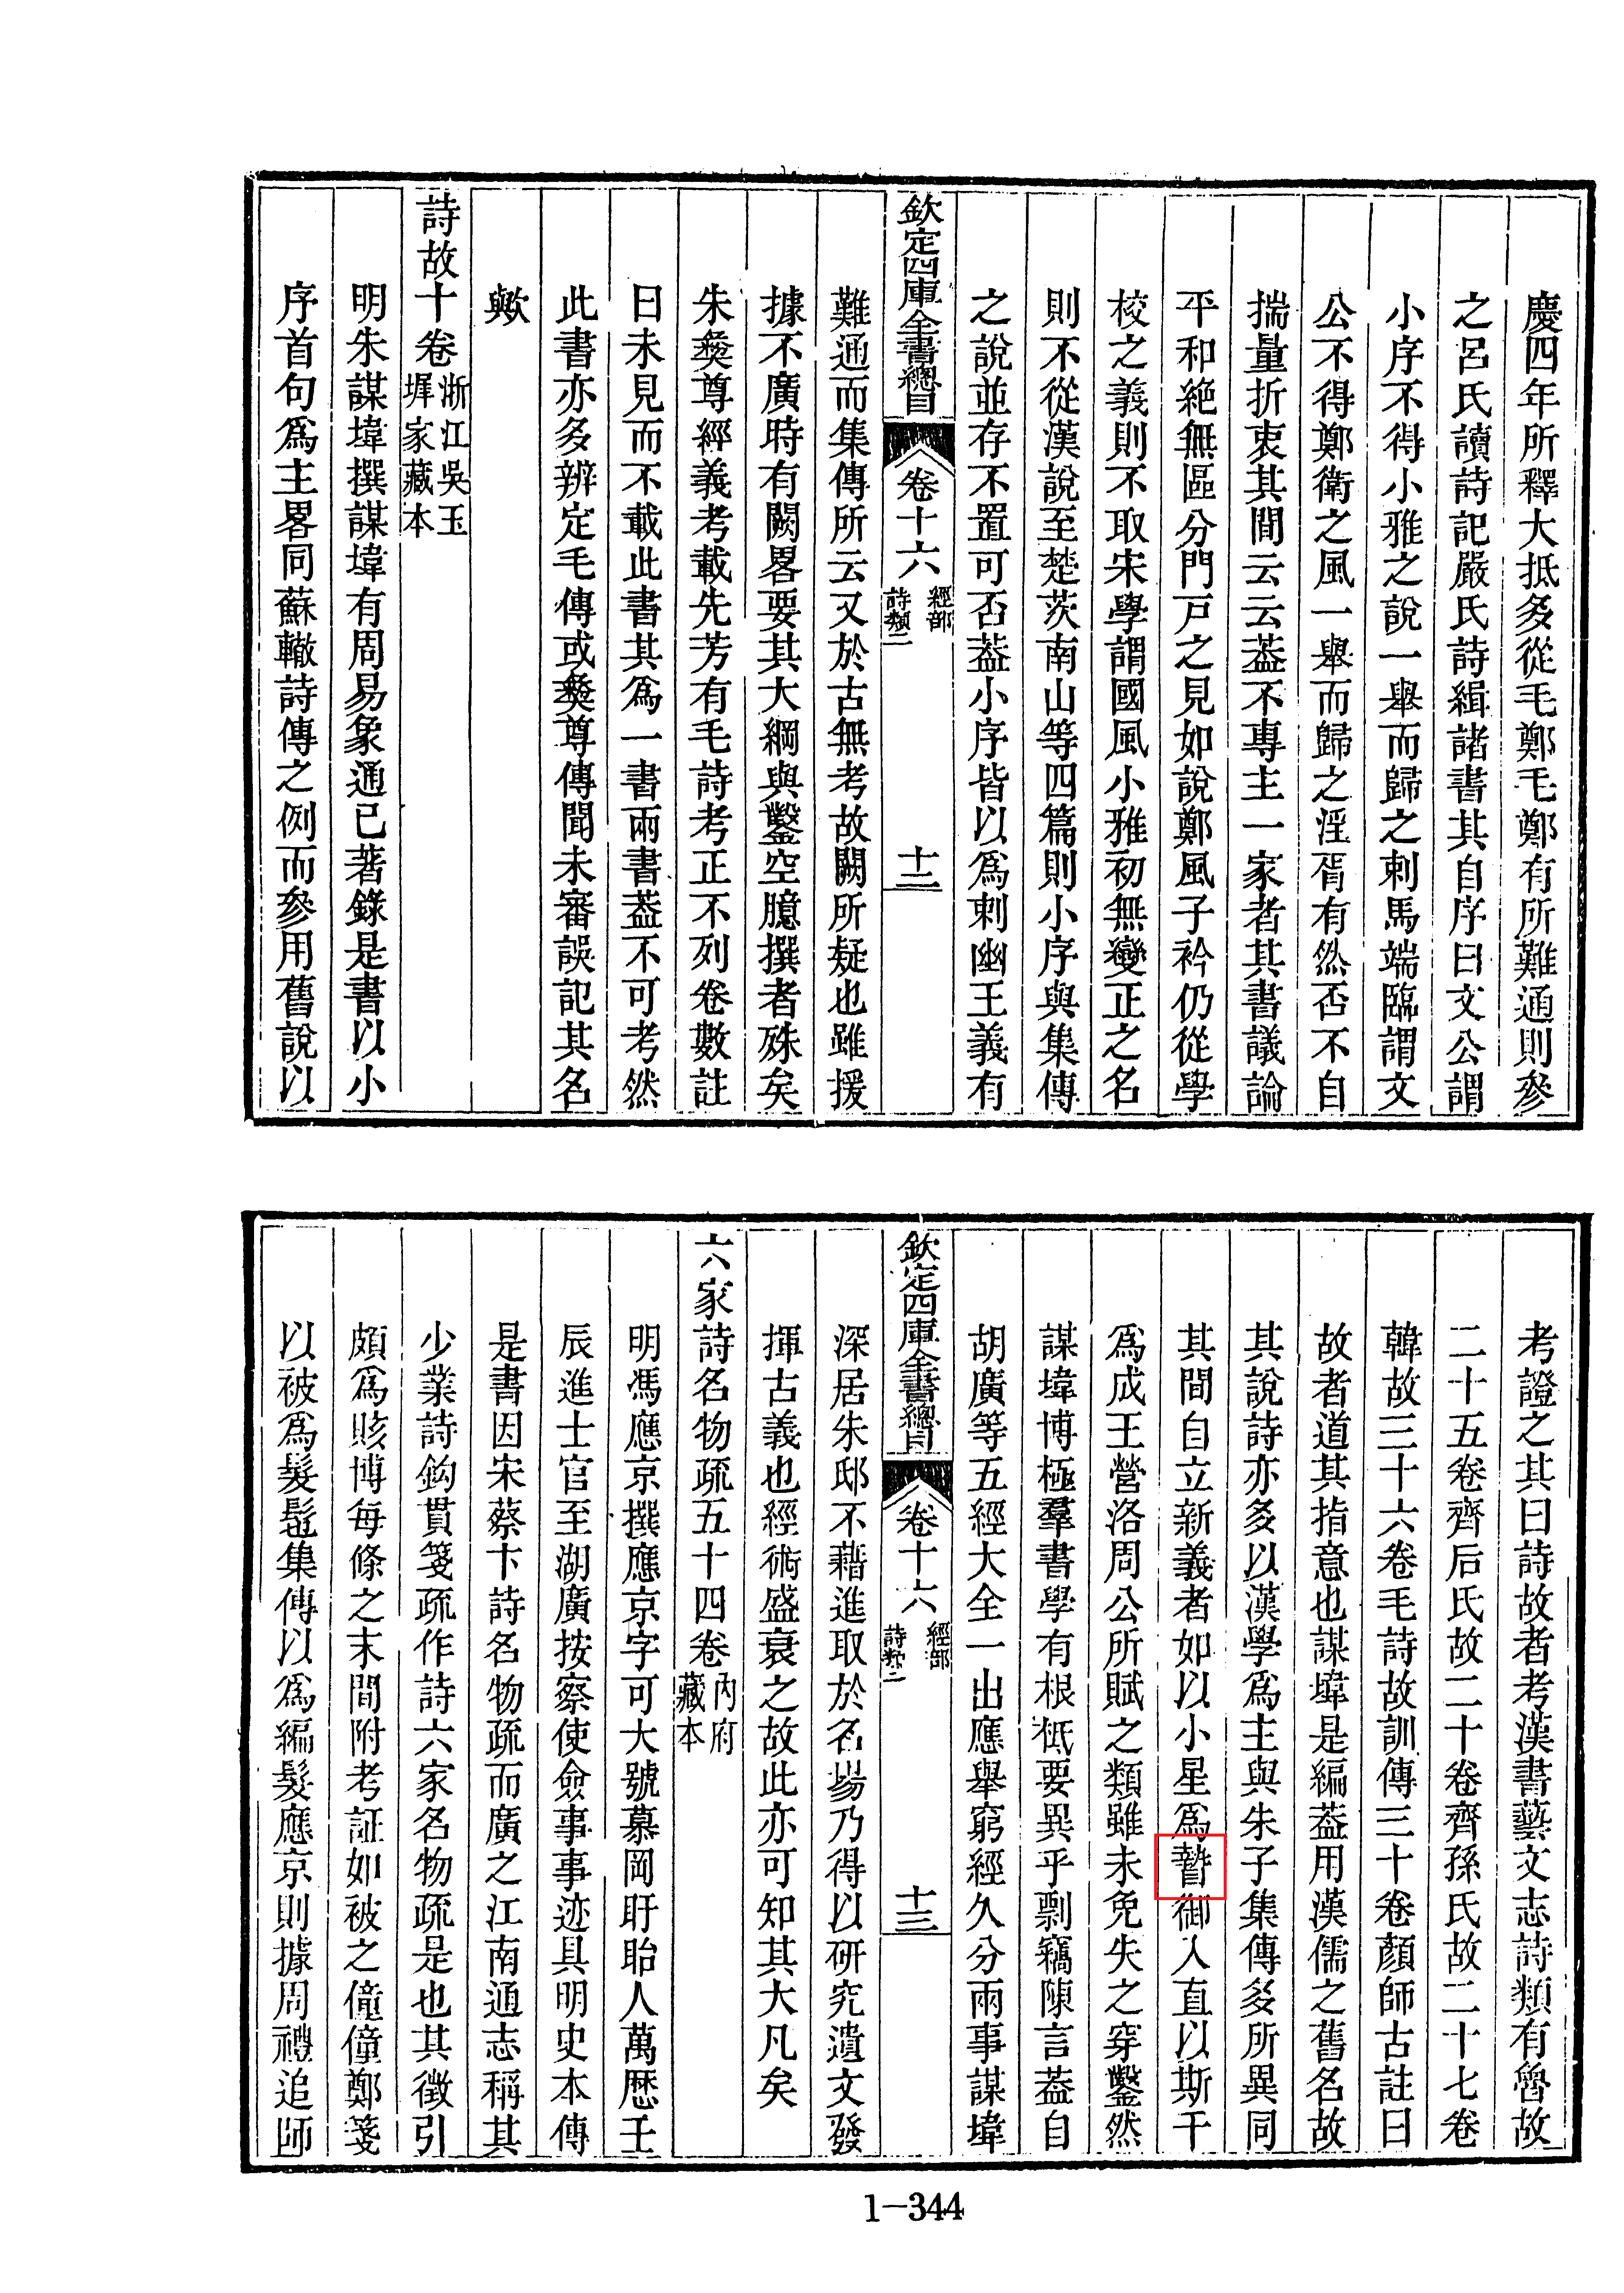 慶四年所釋大抵多從毛鄭毛鄭有所難通則參
之呂氏讀詩記嚴氏詩緝諸書其自序曰文公謂
小序不得小雅之說一舉而歸之刺馬端臨謂文
公不得鄭衛之風一舉而歸之淫胥有然否不自
揣量折衷其間云云葢不專主一家者其書議論
平和絶無區分門戸之見如說鄭風子衿仍從學
校之義則不取宋學謂國風小雅初無變正之名
則不從漢說至楚茨南山等四篇則小序與集傳
之說並存不置可否葢小序皆以爲刺幽王義有
欽定四庫全書總目 卷十六 經部 詩類二 十二
難通而集傳所云又於古無考故闕所疑也雖援
據不廣時有闕畧要其大綱與鑿空臆撰者殊矣
朱彝尊經義考載先芳有毛詩考正不列卷數註
曰未見而不載此書其爲一書兩書葢不可考然
此書亦多辨定毛傳或彝尊傳聞未審誤記其名
歟
詩故十卷 浙江吳玉
墀家藏本
明朱謀㙔撰謀㙔有周易象通已著錄是書以小
序首句爲主畧同蘇轍詩傳之例而參用舊說以
考證之其曰詩故者考漢書藝文志詩類有魯故
二十五卷齊后氏故二十卷齊孫氏故二十七卷
韓故三十六卷毛詩故訓傳三十卷顏師古註曰
故者道其指意也謀㙔是編葢用漢儒之舊名故
其說詩亦多以漢學爲主與朱子集傳多所異同
其間自立新義者如以小星爲暬御入直以斯干
爲成王營洛周公所賦之類雖未免失之穿鑿然
謀㙔博極羣書學有根柢要異乎剽竊陳言葢自
胡廣等五經大全一出應舉窮經久分兩事謀㙔
欽定四庫全書總目 卷十六 經部 詩類二 十三
深居朱邸不藉進取於名場乃得以研究遺文發
揮古義也經術盛衰之故此亦可知其大凡矣
六家詩名物疏五十四卷 內府
藏本
明馮應京撰應京字可大號慕岡盱眙人萬厯壬
辰進士官至湖廣按察使僉事事迹具明史本傳
是書因宋蔡卞詩名物疏而廣之江南通志稱其
少業詩鉤貫箋疏作詩六家名物疏是也其徵引
頗爲賅博每條之末間附考証如被之僮僮鄭箋
以被爲髮髢集傳以爲編髮應京則據周禮追師
1—344